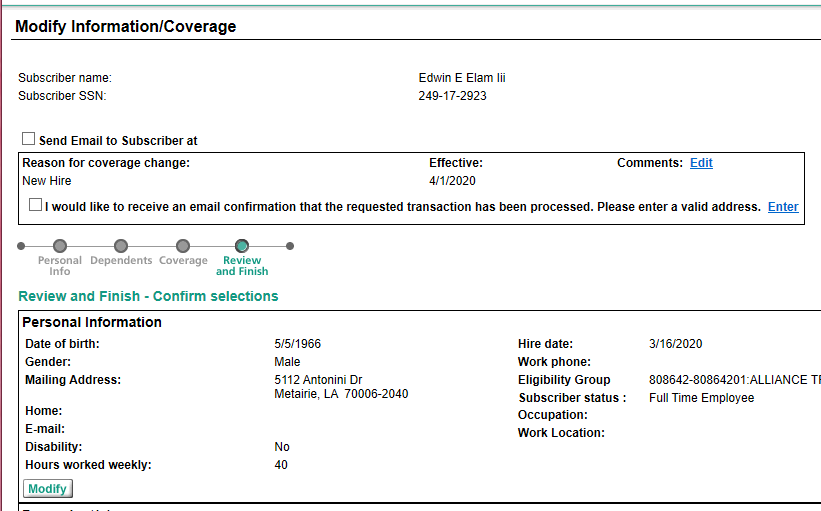 Modify Information/Coverage
Subscriber name: Edwin E Elam Iii
Subscriber SSN: 249-17-2923
Send Email to Subscriber at
Reason for coverage change: Effective: Comments: Edit
New Hire 4/1/2020
I would like to receive an email confirmation that the requested transaction has been processed. Please enter a valid address. Enter
Personal Info Dependents Coverage Review and Finish
Review and Finish - Confirm selections
Personal Information
Date of birth: 5/5/1966 Hire date: 3/16/2020
Gender: Male Work phone:
Mailing Address: 5112 Antonini Dr Eligibility Group 808642-80864201:ALLIANCE
Metairie, LA 70006-2040 Subscriber status : Full Time Employee
Home: Occupation:
E-mail: Work Location:
Disability: No
Hours worked weekly: 40
Modify